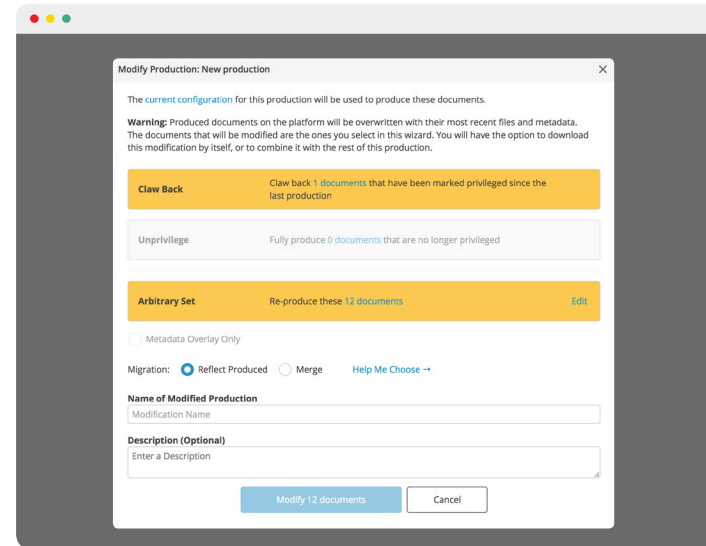 Modify Production: New production
The current configuration for this production will be used to produce these documents.
Warning: Produced documents on the platform will be overwritten with their most recent files and metadata.
The documents that will be modified are the ones you select in this wizard. You will have the option to download
this modification by itself, or to combine it with the rest of this production.
Claw Back
Claw back 1 documents that have been marked privileged since the
last production
Unprivilege
Fully produce 0 documents that are no longer privileged
Arbitrary Set
Re-produce these 12 documents
Edit
Metadata Overlay Only
Migration: Reflect Produced Merge Help Me Choose →
Name of Modified Production
Modification Name
Description (Optional)
Enter a Description
Modify 12 documents
Cancel